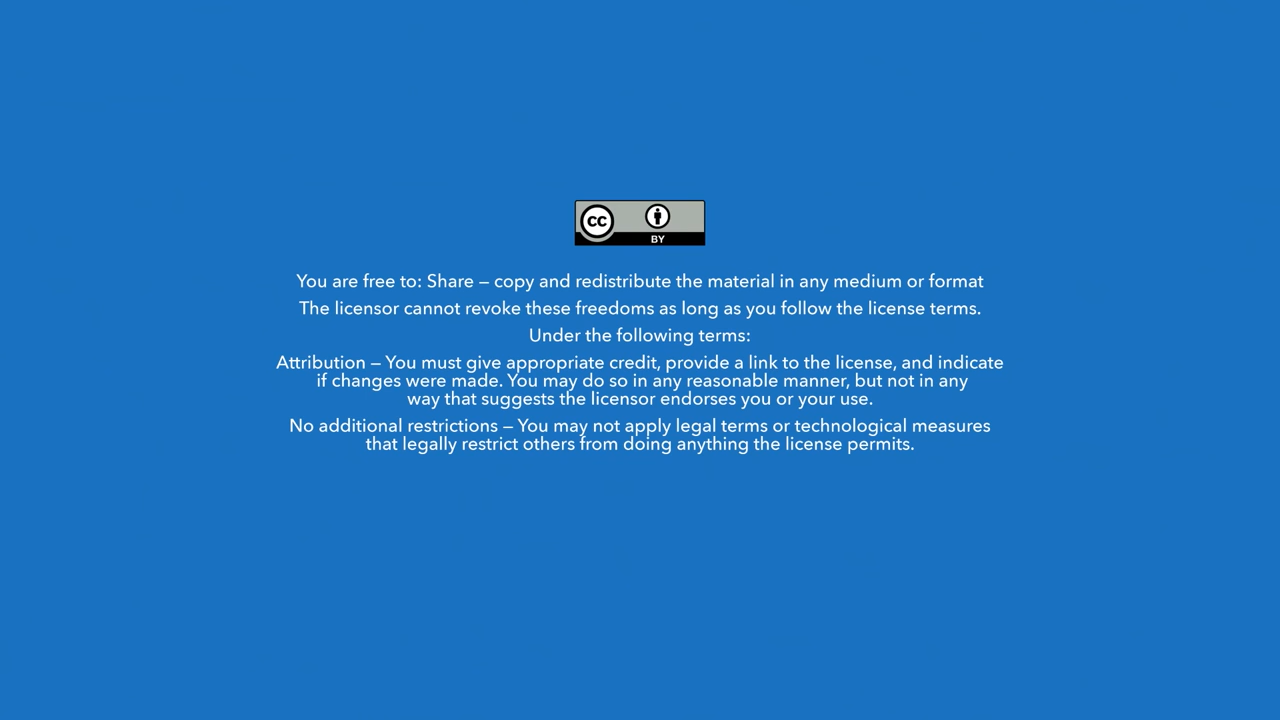 cc
BY
You are free to: Share – copy and redistribute the material in any medium or format
The licensor cannot revoke these freedoms as long as you follow the license terms.
Under the following terms:
Attribution – You must give appropriate credit, provide a link to the license, and indicate
if changes were made. You may do so in any reasonable manner, but not in any
way that suggests the licensor endorses you or your use.
No additional restrictions – You may not apply legal terms or technological measures
that legally restrict others from doing anything the license permits.